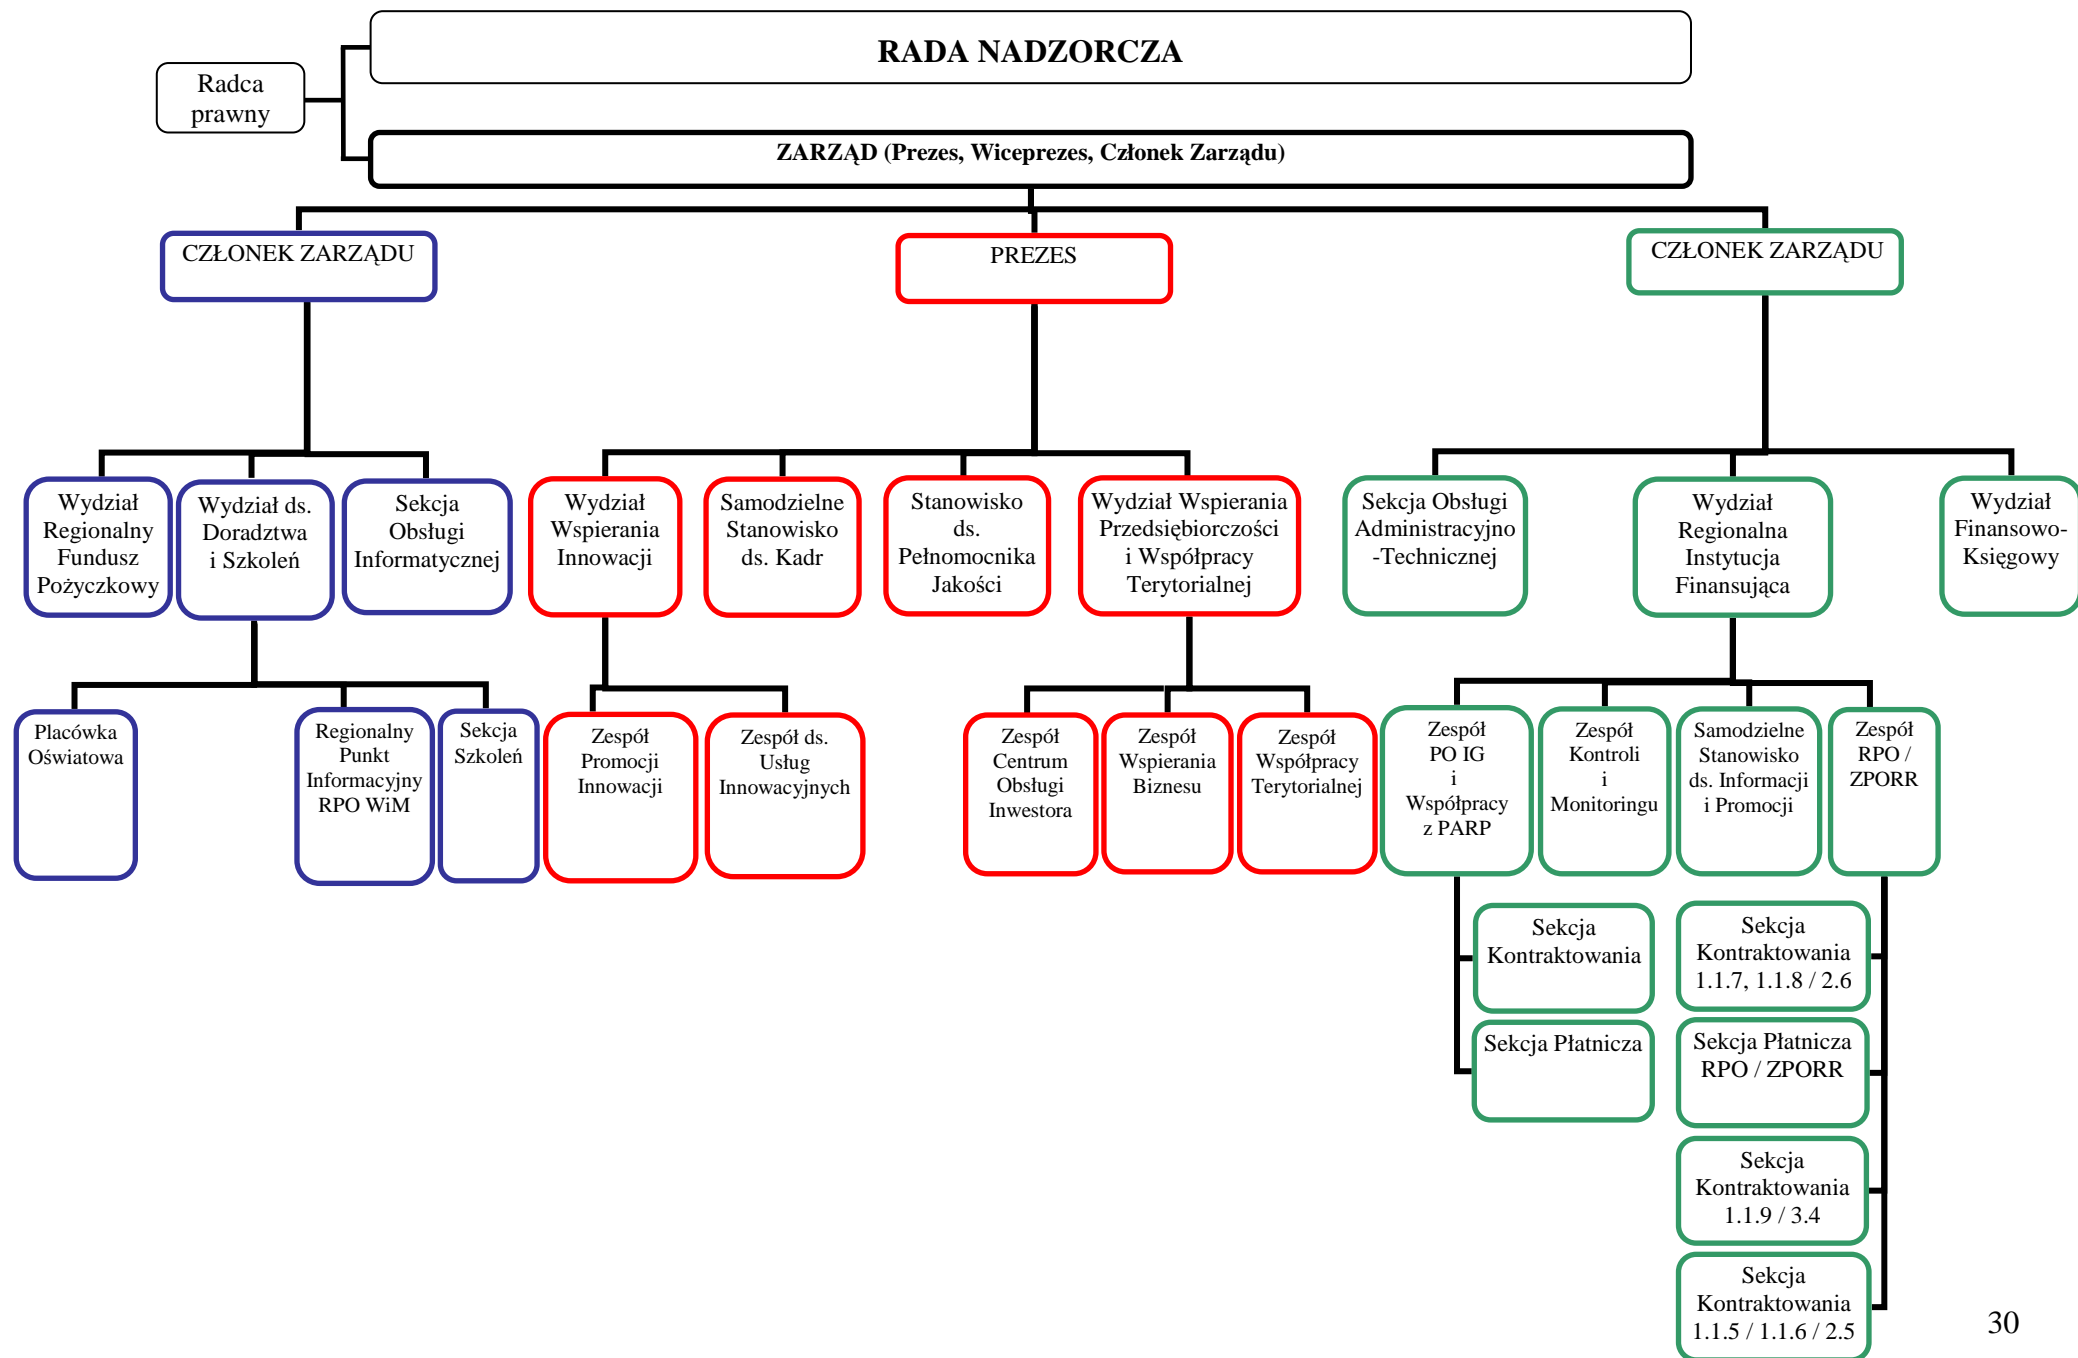 RADA NADZORCZA
Radca
prawny
ZARZĄD (Prezes, Wiceprezes, Członek Zarządu)
CZŁONEK ZARZĄDU
PREZES
CZŁONEK ZARZĄDU
Wydział
Regionalny
Fundusz
Pożyczkowy
Wydział ds.
Doradztwa
i Szkoleń
Sekcja
Obsługi
Informatycznej
Wydział
Wspierania
Innowacji
Samodzielne
Stanowisko
ds. Kadr
Stanowisko
ds.
Pełnomocnika
Jakości
Wydział Wspierania
Przedsiębiorczości
i Współpracy
Terytorialnej
Sekcja Obsługi
Administracyjno
-Technicznej
Wydział
Regionalna
Instytucja
Finansująca
Wydział
Finansowo-
Księgowy
Placówka
Oświatowa
Regionalny
Punkt
Informacyjny
RPO WiM
Sekcja
Szkoleń
Zespół
Promocji
Innowacji
Zespół ds.
Usług
Innowacyjnych
Zespół
Centrum
Obsługi
Inwestora
Zespół
Wspierania
Biznesu
Zespół
Współpracy
Terytorialnej
Zespół
PO IG
i
Współpracy
z PARP
Zespół
Kontroli
i
Monitoringu
Samodzielne
Stanowisko
ds. Informacji
i Promocji
Zespół
RPO /
ZPORR
Sekcja
Kontraktowania
Sekcja Płatnicza
Sekcja
Kontraktowania
1.1.7, 1.1.8 / 2.6
Sekcja Płatnicza
RPO / ZPORR
Sekcja
Kontraktowania
1.1.9 / 3.4
Sekcja
Kontraktowania
1.1.5 / 1.1.6 / 2.5
30